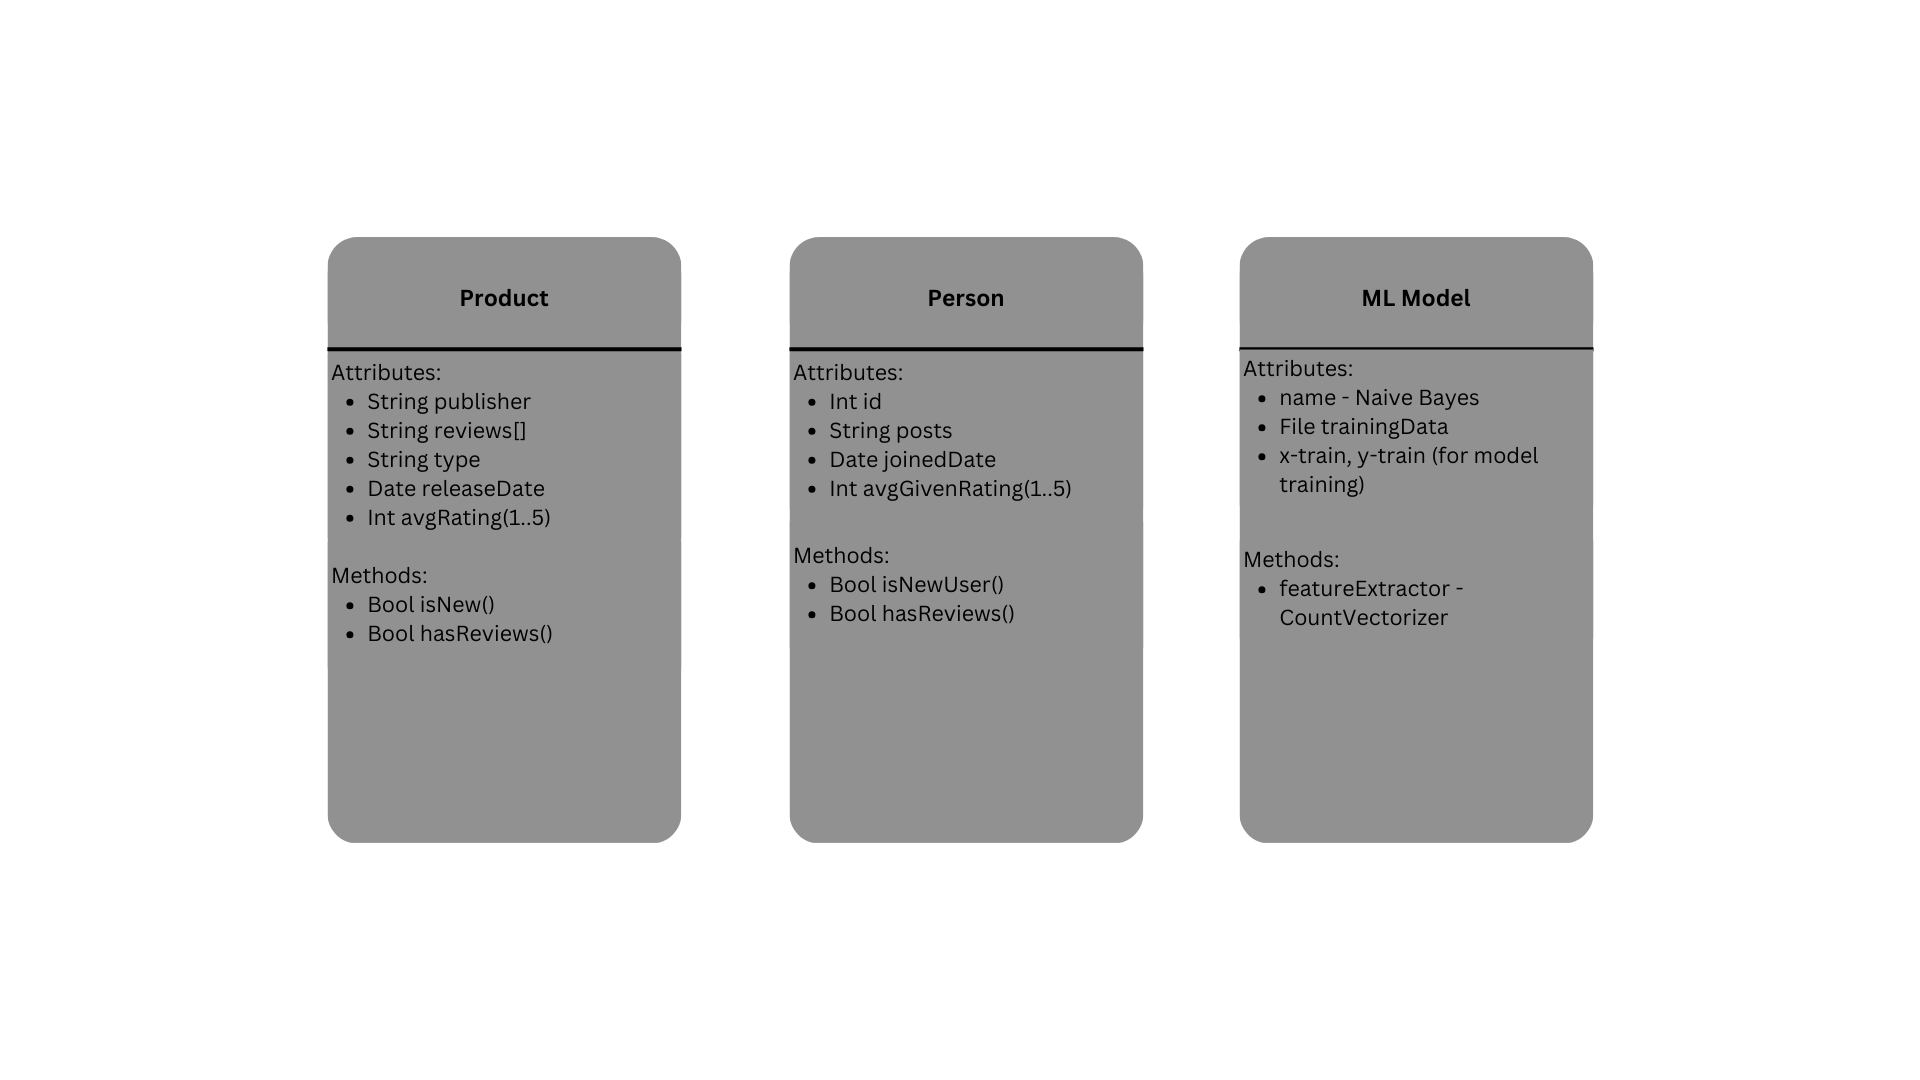 Product
Attributes:
• String publisher
• String reviews[]
• String type
• Date releaseDate
• Int avgRating(1..5)
Methods:
• Bool isNew()
• Bool hasReviews()
Person
Attributes:
• Int id
• String posts
• Date joinedDate
• Int avgGivenRating(1..5)
Methods:
• Bool isNewUser()
• Bool hasReviews()
ML Model
Attributes:
• name - Naive Bayes
• File trainingData
• x-train, y-train (for model
training)
Methods:
• featureExtractor -
CountVectorizer